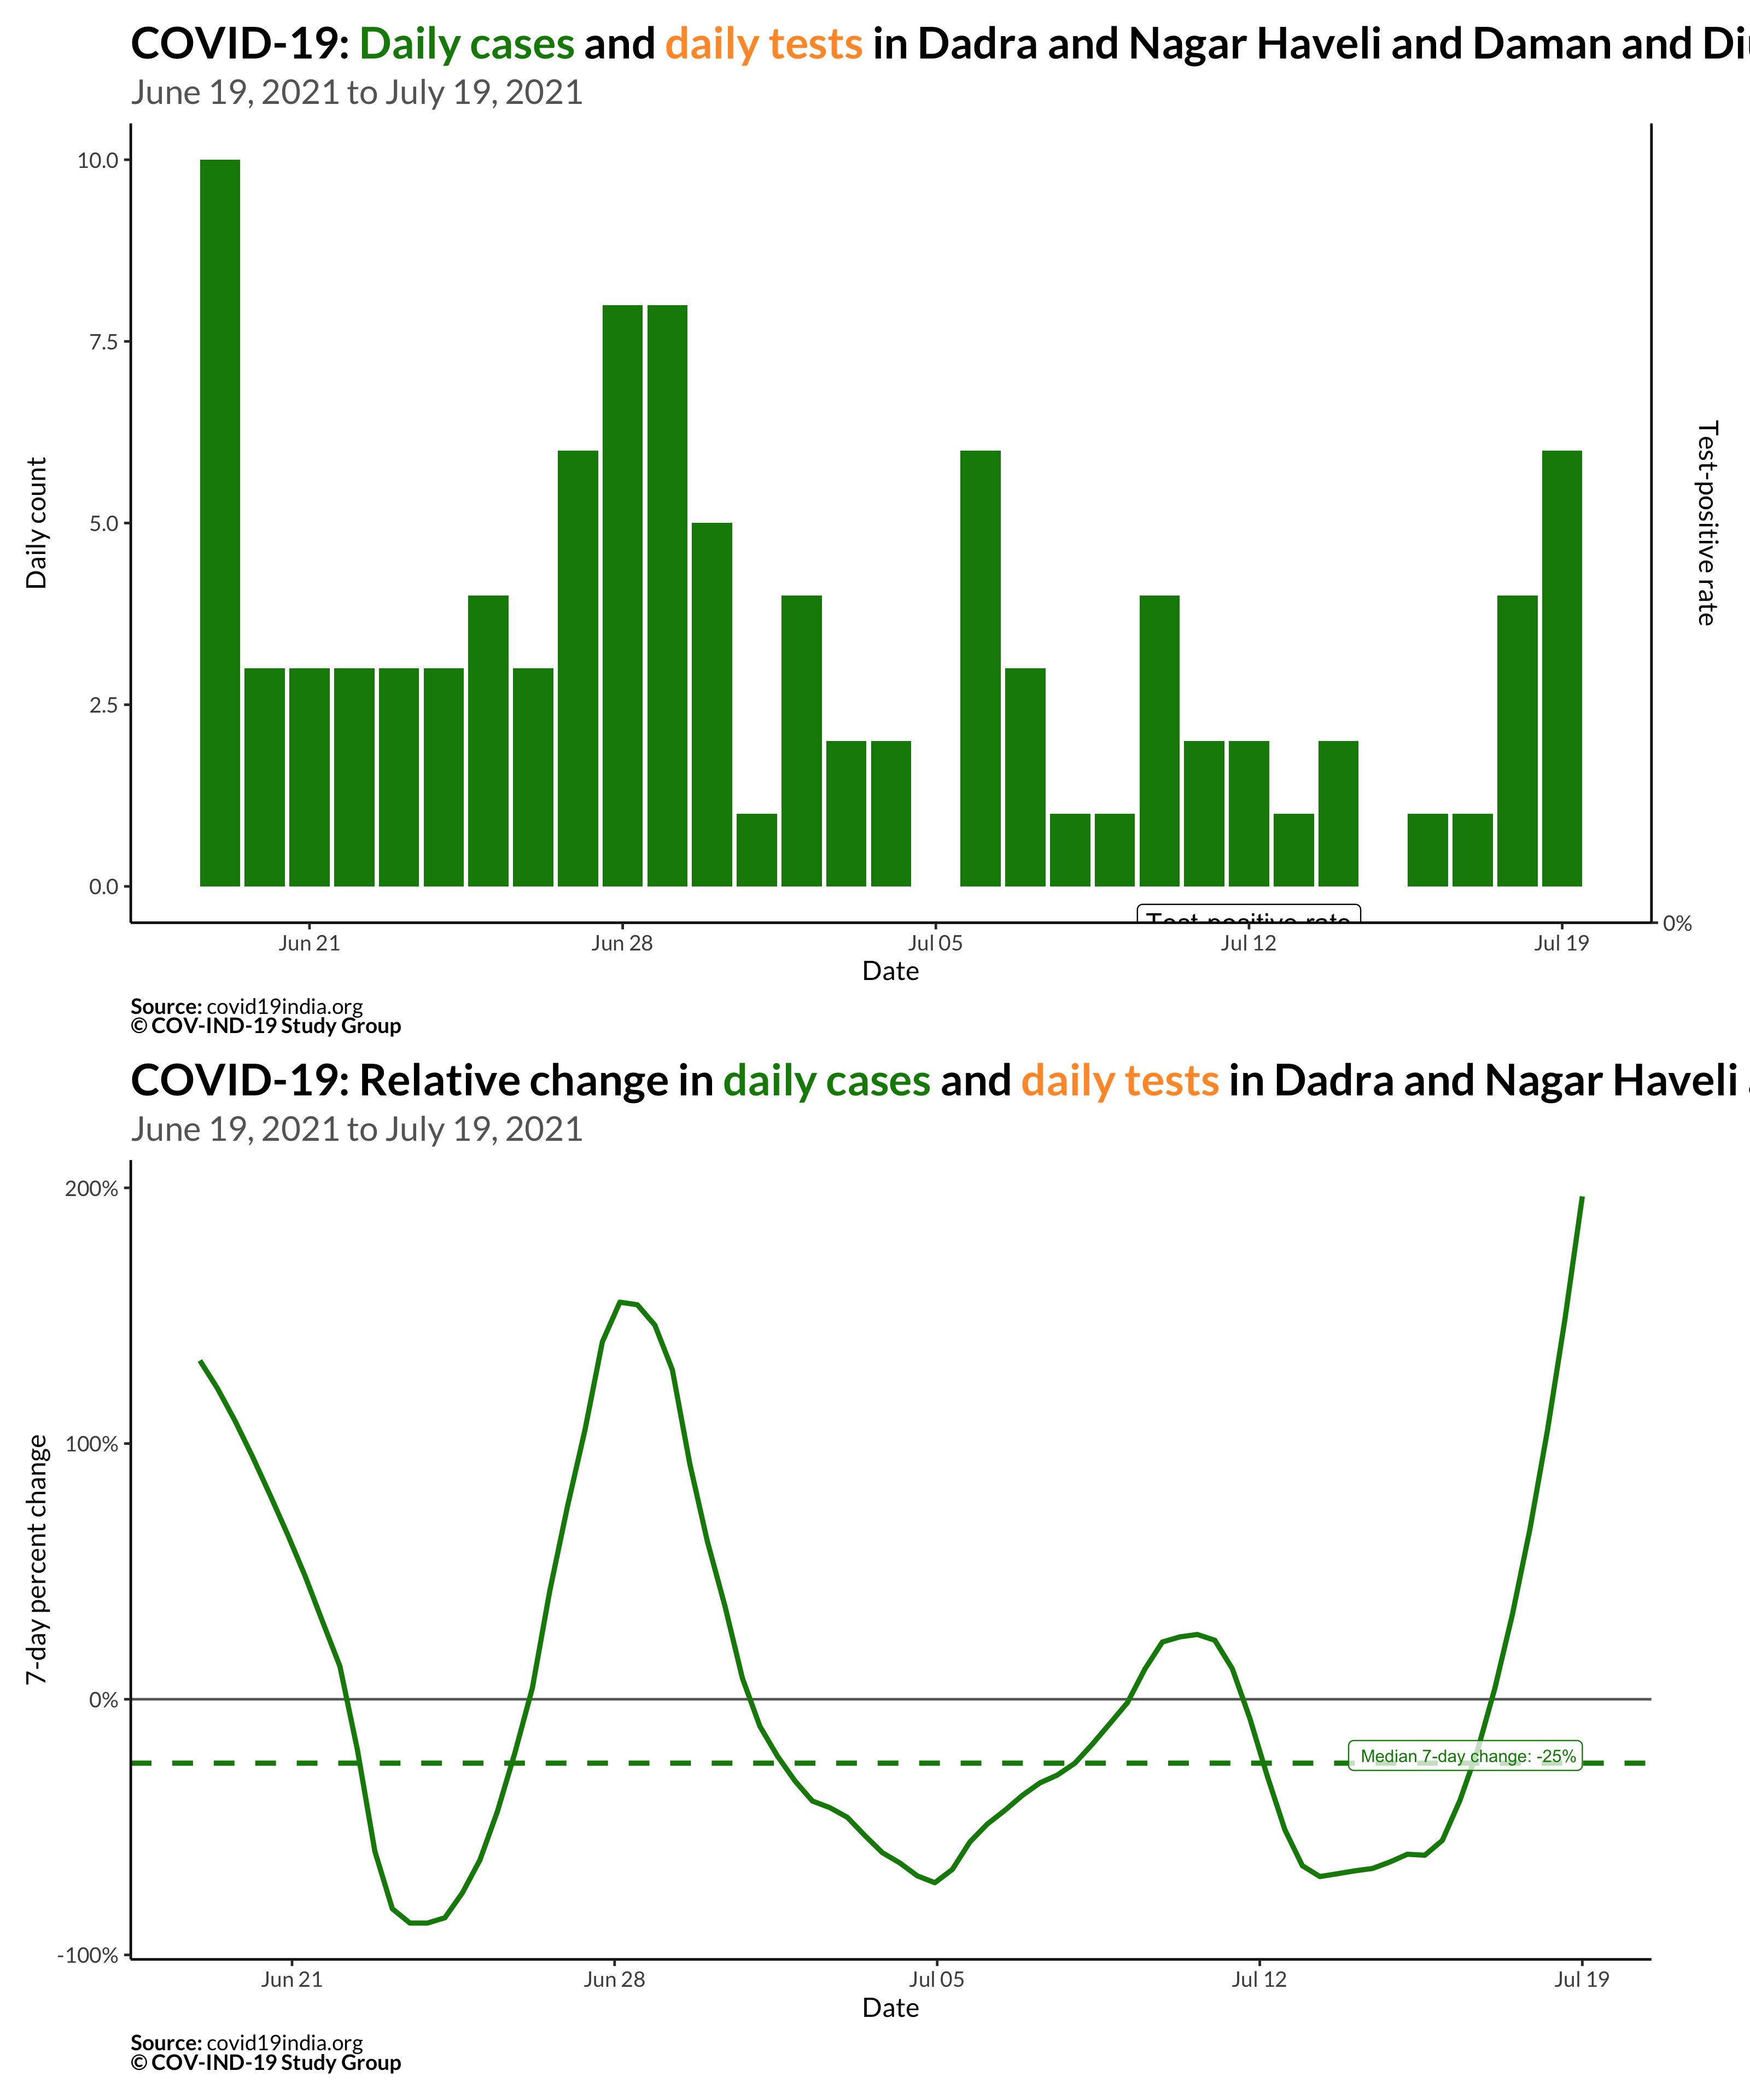 COVID-19: Daily cases and daily tests in Dadra and Nagar Haveli and Daman and Diu
June 19, 2021 to July 19, 2021
10.0
7.5
5.0
2.5
0.0
Daily count
Test-positive rate
Test-positive rate
0%
Jun 21
Jun 28
Jul 05
Jul 12
Jul 19
Date
Source: covid19india.org
© COV-IND-19 Study Group
COVID-19: Relative change in daily cases and daily tests in Dadra and Nagar Haveli
June 19, 2021 to July 19, 2021
200%
100%
0%
-100%
7-day percent change
Median 7-day change: -25%
Jun 21
Jun 28
Jul 05
Jul 12
Jul 19
Date
Source: covid19india.org
© COV-IND-19 Study Group